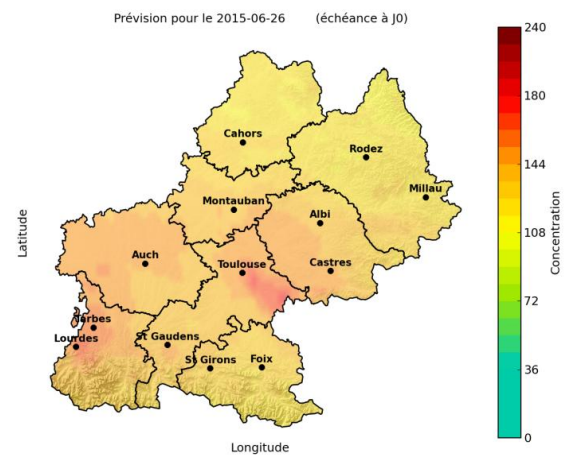 Prévision pour le 2015-06-26 (échéance à J0)
240
180
144
108
72
36
0
Concentration
Latitude
Longitude
Cahors
Rodez
Millau
Montauban
Albi
Auch
Toulouse
Castres
Tarbes
Lourdes
St Gaudens
St Girons
Foix